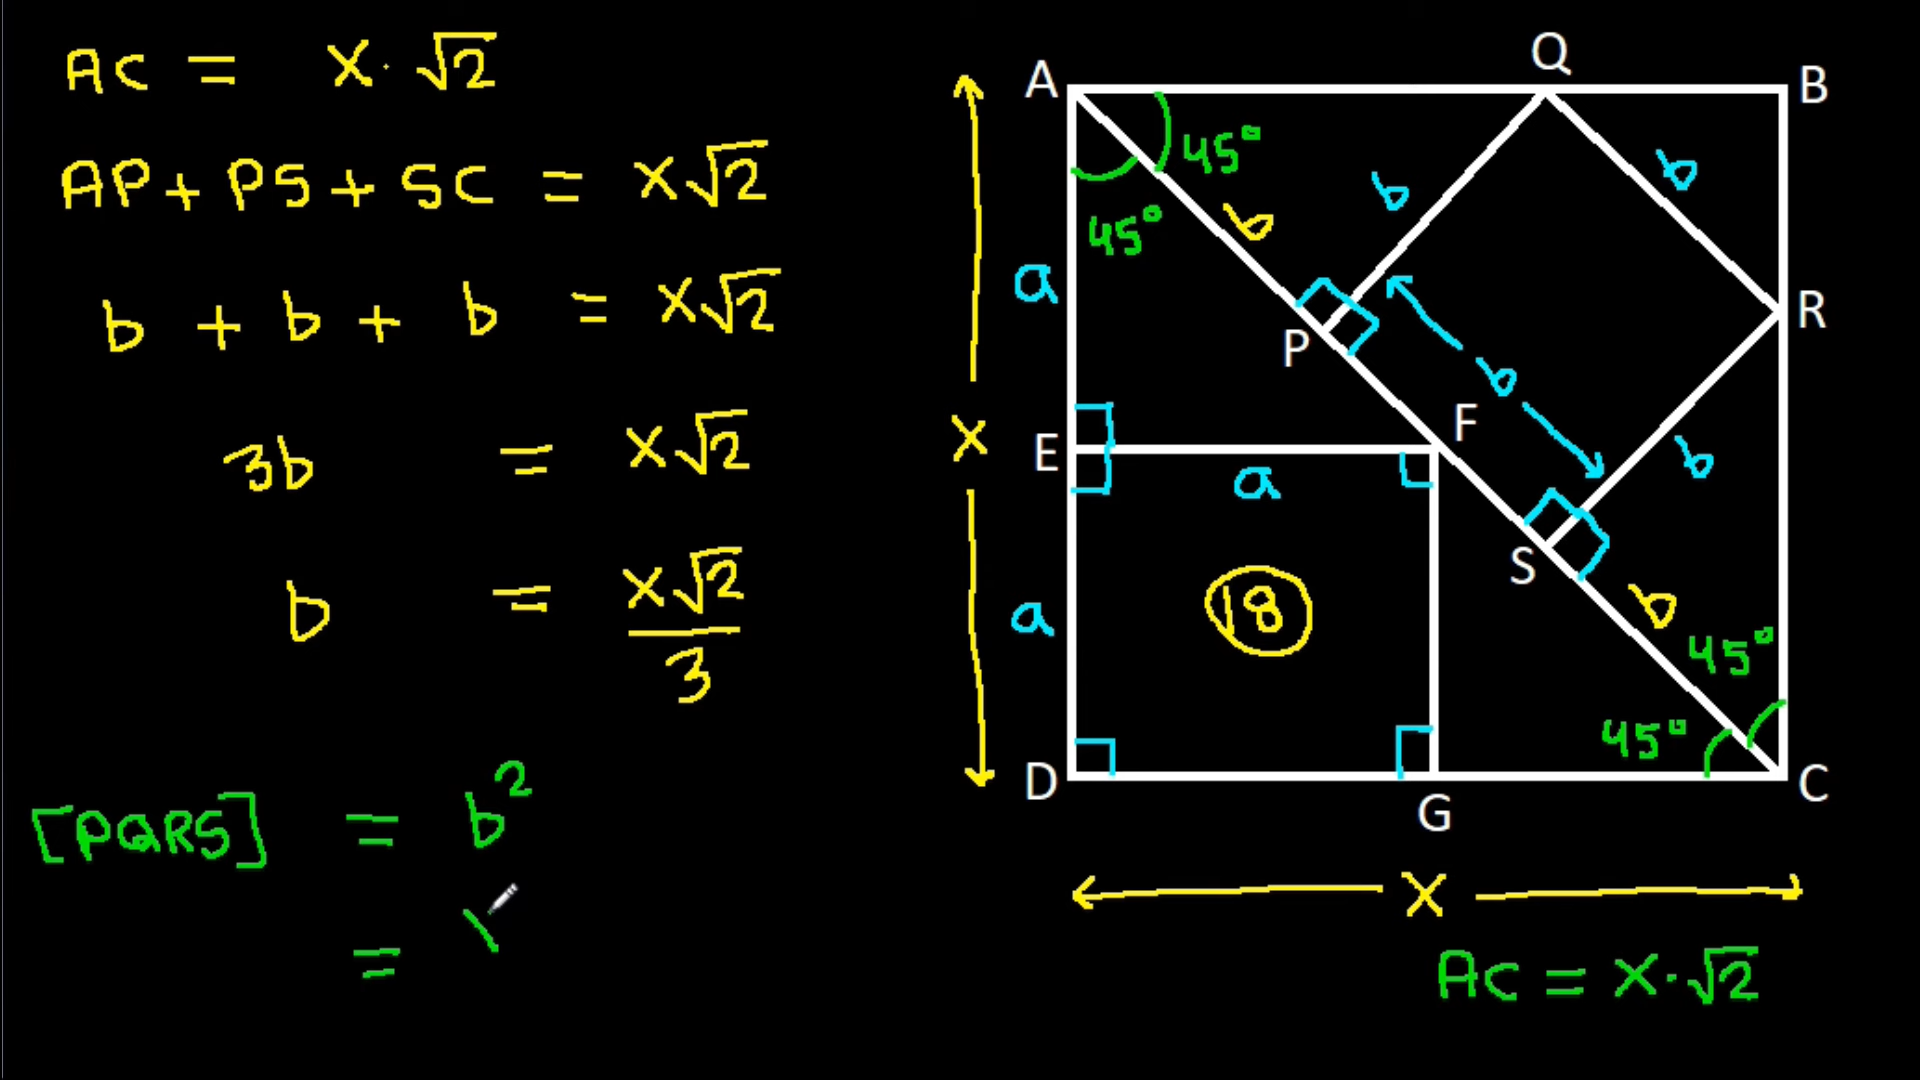 AC = x·√2
AP + PS + SC = x√2
b + b + b = x√2
3b = x√2
b = x√2/3
[PQRS] = b²
=
A Q B
45°
45°
b b b
a
x
P R
b
E F
a
b
S
a
18
b
45°
45°
D G C
x
AC = x·√2